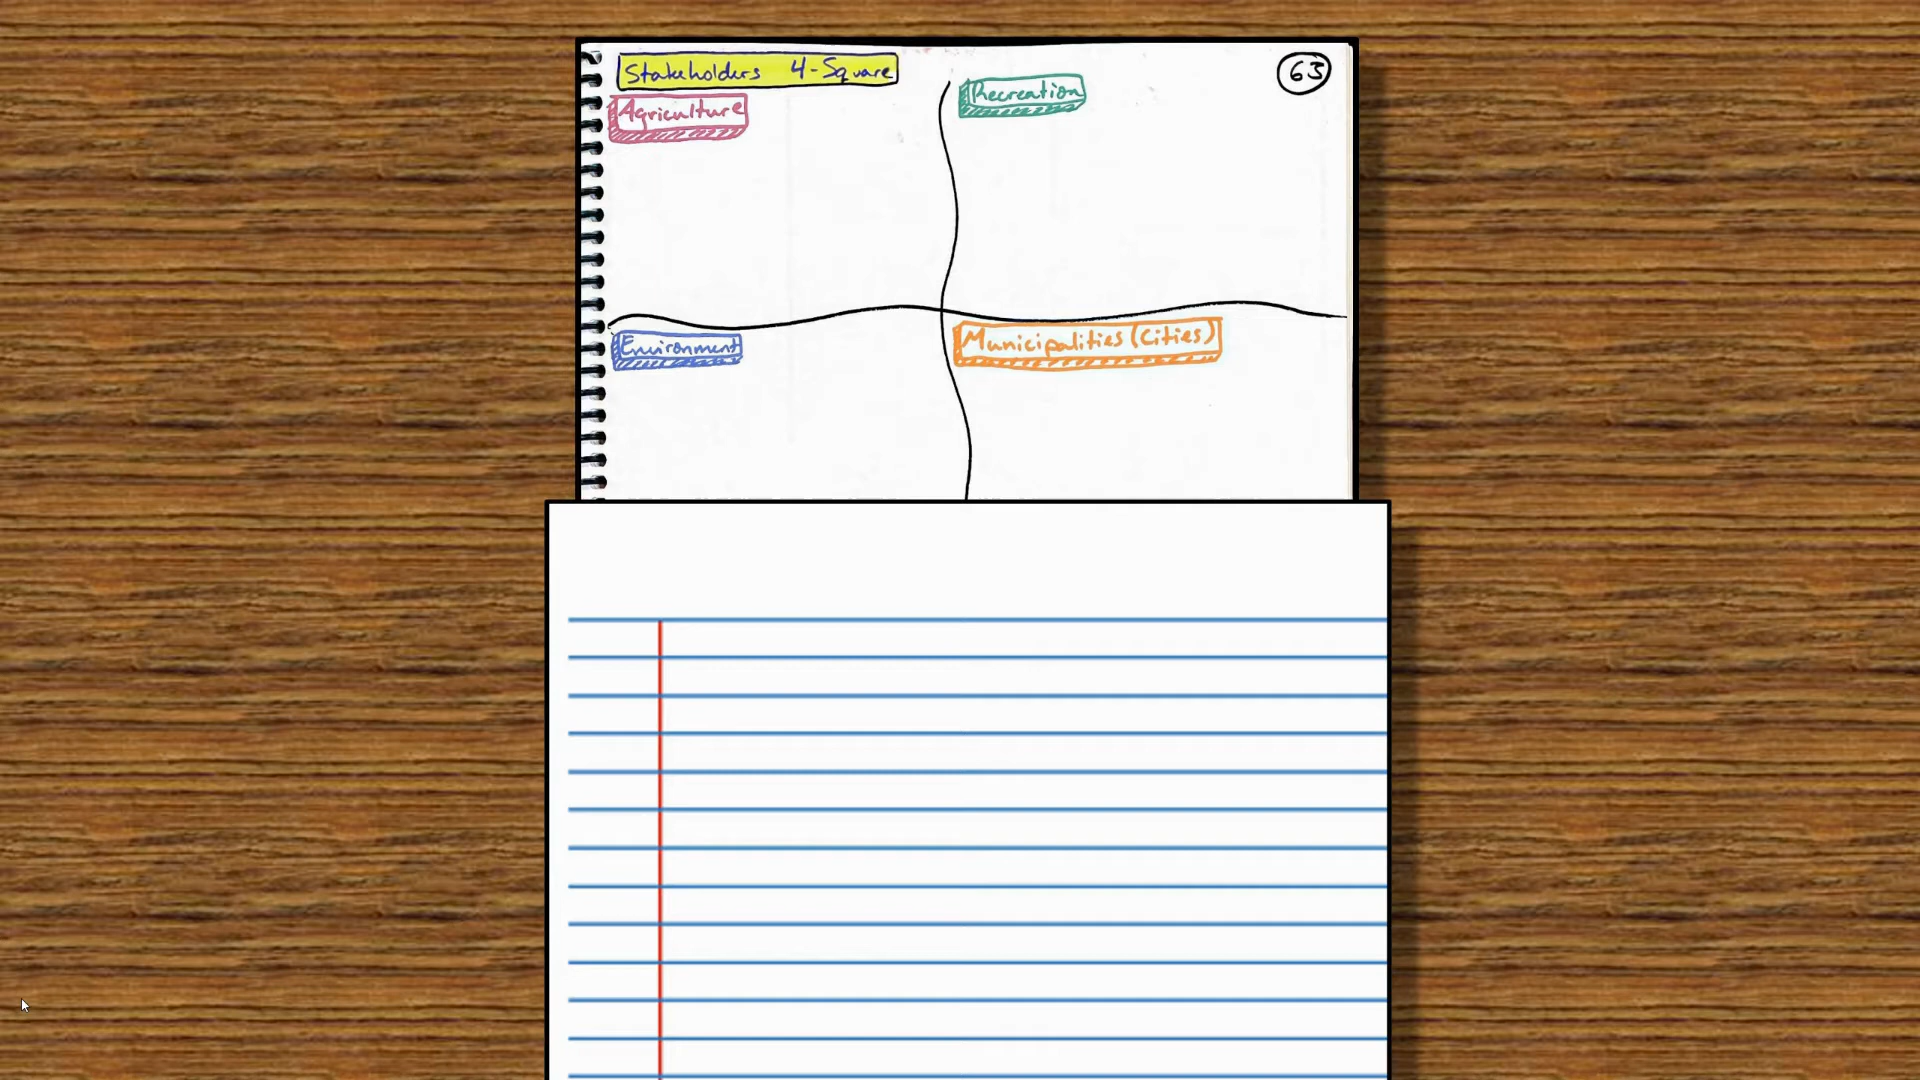 Stakeholders 4-Square
63
Agriculture
Recreation
Environment
Municipalities (Cities)